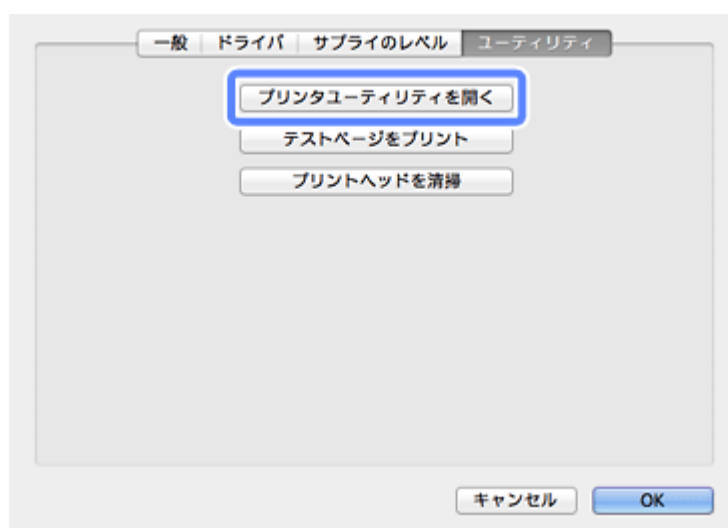 一般 ドライバ サプライのレベル ユーティリティ
プリンタユーティリティを開く
テストページをプリント
プリントヘッドを清掃
キャンセル OK